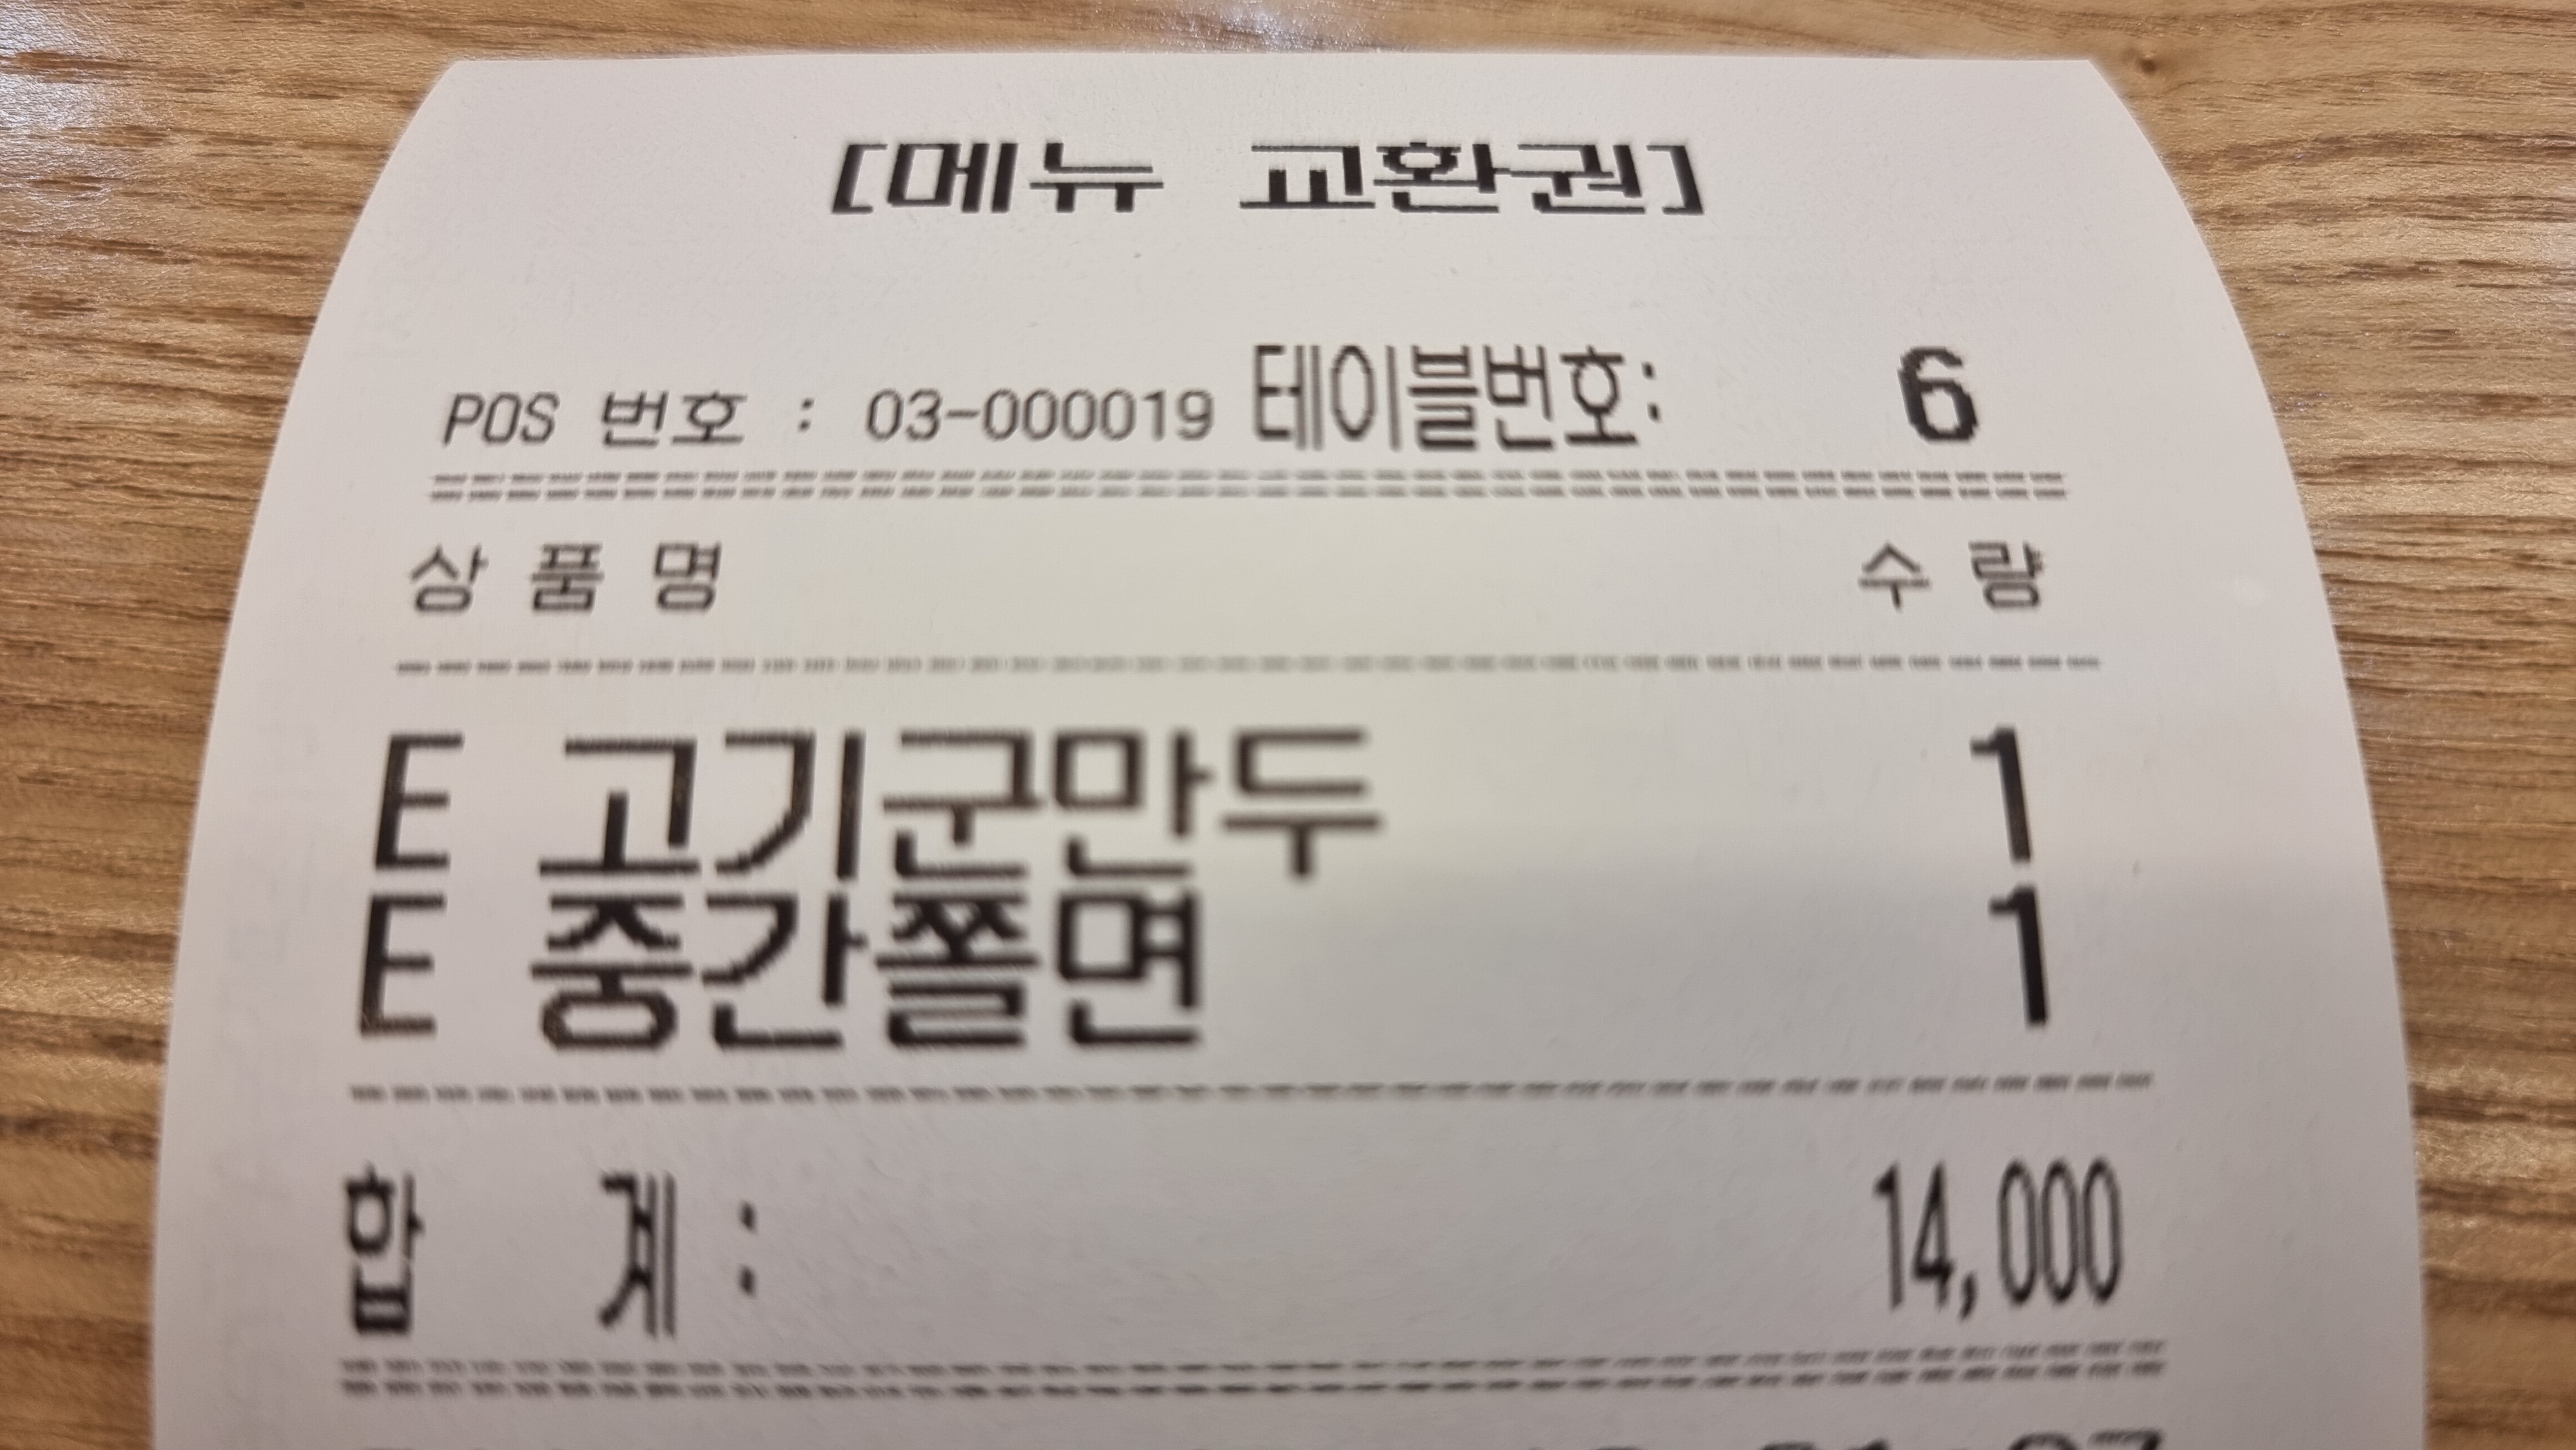 [메뉴 교환권]
POS 번호 : 03-000019 테이블번호: 6
상 품 명 수 량
E 고기군만두 1
E 중간쫄면 1
합 계 : 14,000